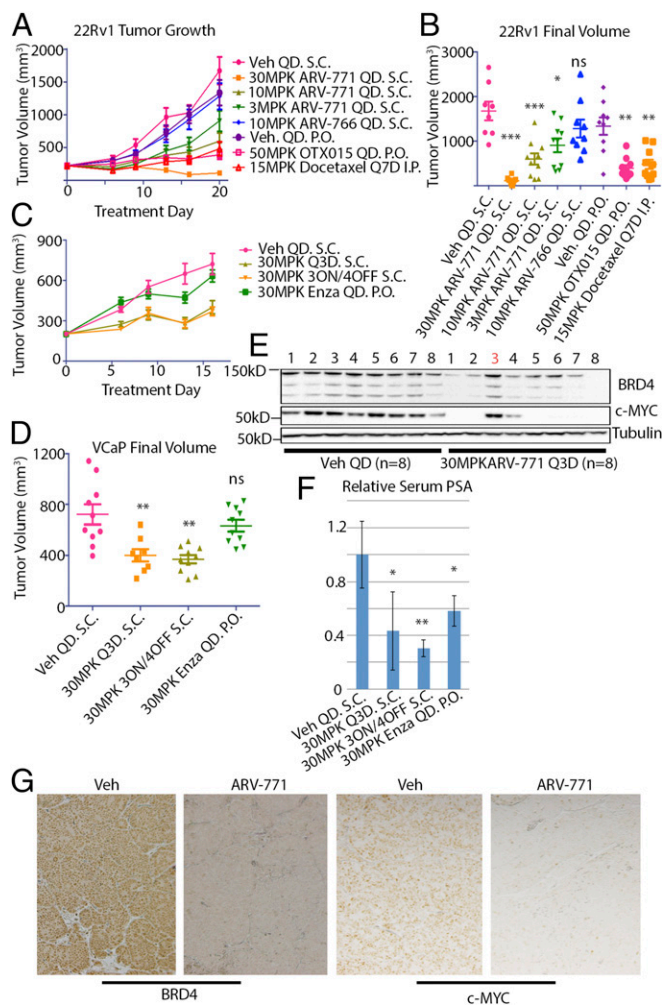 A
22Rv1 Tumor Growth
Tumor Volume (mm³)
2000
1600
1200
800
500
0
0
5
10
15
20
Treatment Day
Veh QD. S.C.
30MPK ARV-771 QD. S.C.
10MPK ARV-771 QD. S.C.
3MPK ARV-771 QD. S.C.
10MPK ARV-766 QD. S.C.
Veh. QD. P.O.
50MPK OTX015 QD. P.O.
15MPK Docetaxel Q7D I.P.
B
22Rv1 Final Volume
Tumor Volume (mm³)
3000
2000
1000
0
***
***
*
ns
**
**
Veh QD. S.C.
30MPK ARV-771 QD. S.C.
10MPK ARV-771 QD. S.C.
3MPK ARV-771 QD. S.C.
10MPK ARV-766 QD. S.C.
Veh. QD. P.O.
50MPK OTX015 QD. P.O.
15MPK Docetaxel Q7D I.P.
C
Tumor Volume (mm³)
900
600
300
0
0
5
10
15
Treatment Day
Veh QD. S.C.
30MPK Q3D. S.C.
30MPK 3ON/4OFF S.C.
30MPK Enza QD. P.O.
E
1 2 3 4 5 6 7 8 1 2 3 4 5 6 7 8
150kD
BRD4
50kD
c-MYC
50kD
Tubulin
Veh QD (n=8)
30MPKARV-771 Q3D (n=8)
D
VCaP Final Volume
Tumor Volume (mm³)
1200
800
400
0
**
**
ns
Veh QD. S.C.
30MPK Q3D. S.C.
30MPK 3ON/4OFF S.C.
30MPK Enza QD. P.O.
F
Relative Serum PSA
1.2
0.8
0.4
0
*
**
*
Veh QD. S.C.
30MPK Q3D. S.C.
30MPK 3ON/4OFF S.C.
30MPK Enza QD. P.O.
G
Veh
ARV-771
Veh
ARV-771
BRD4
c-MYC